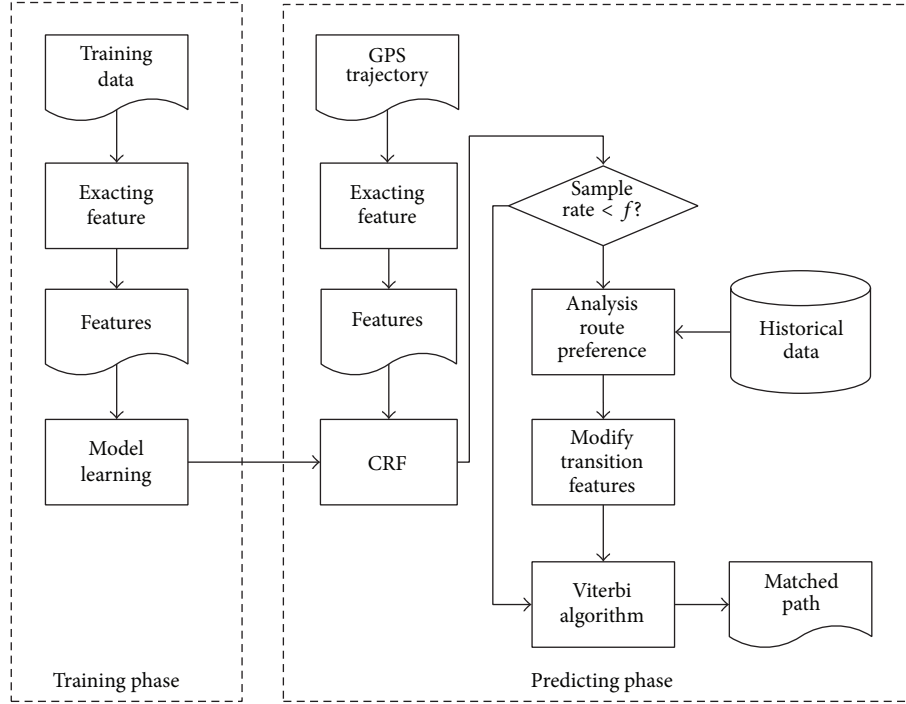 Training
data
Exacting
feature
Features
Model
learning
Training phase
GPS
trajectory
Exacting
feature
Features
CRF
Sample
rate < f?
Analysis
route
preference
Historical
data
Modify
transition
features
Viterbi
algorithm
Matched
path
Predicting phase